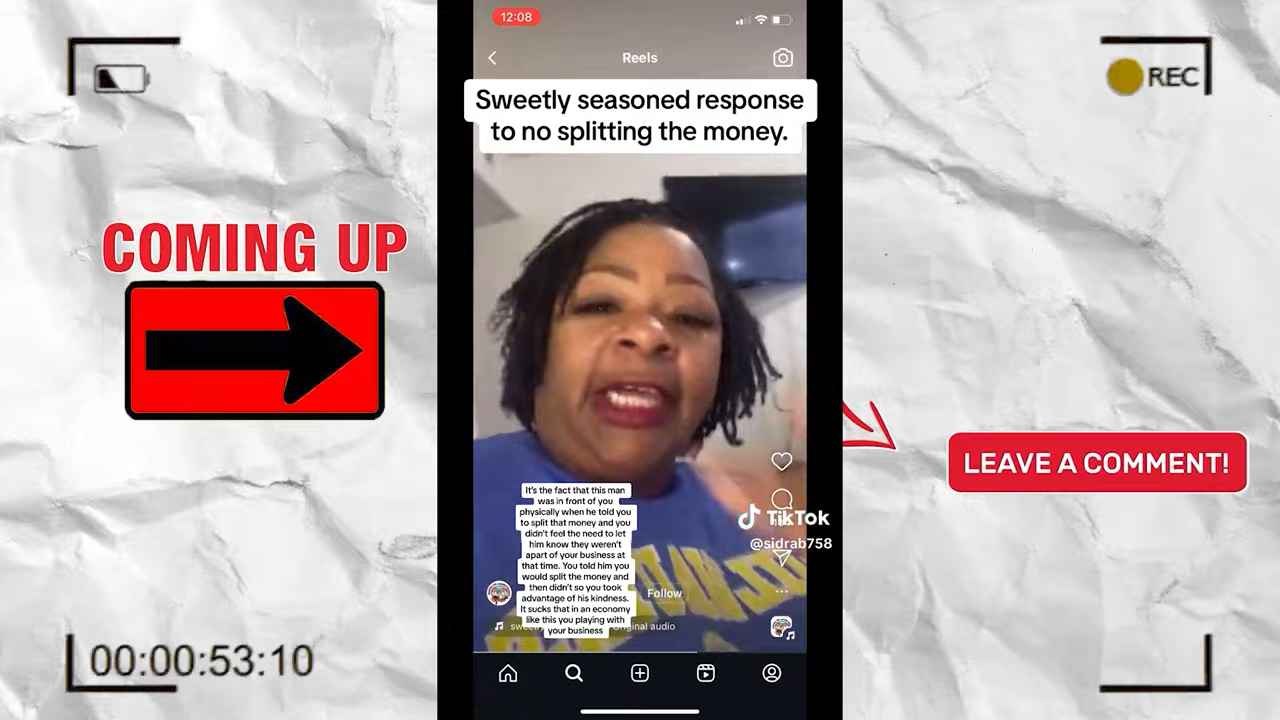 12:08
Reels
REC
Sweetly seasoned response
to no splitting the money.
COMING UP
LEAVE A COMMENT!
It's the fact that this man
was in front of you
physically when he told you
to split that money and you
didn't feel the need to let
him know they weren't
apart of your business at
that time. You told him you
would split the money and
then didn't so you took
advantage of his kindness.
It sucks that in an economy
like this you playing with
your business
TikTok
@sidrab758
Follow
00:00:53:10